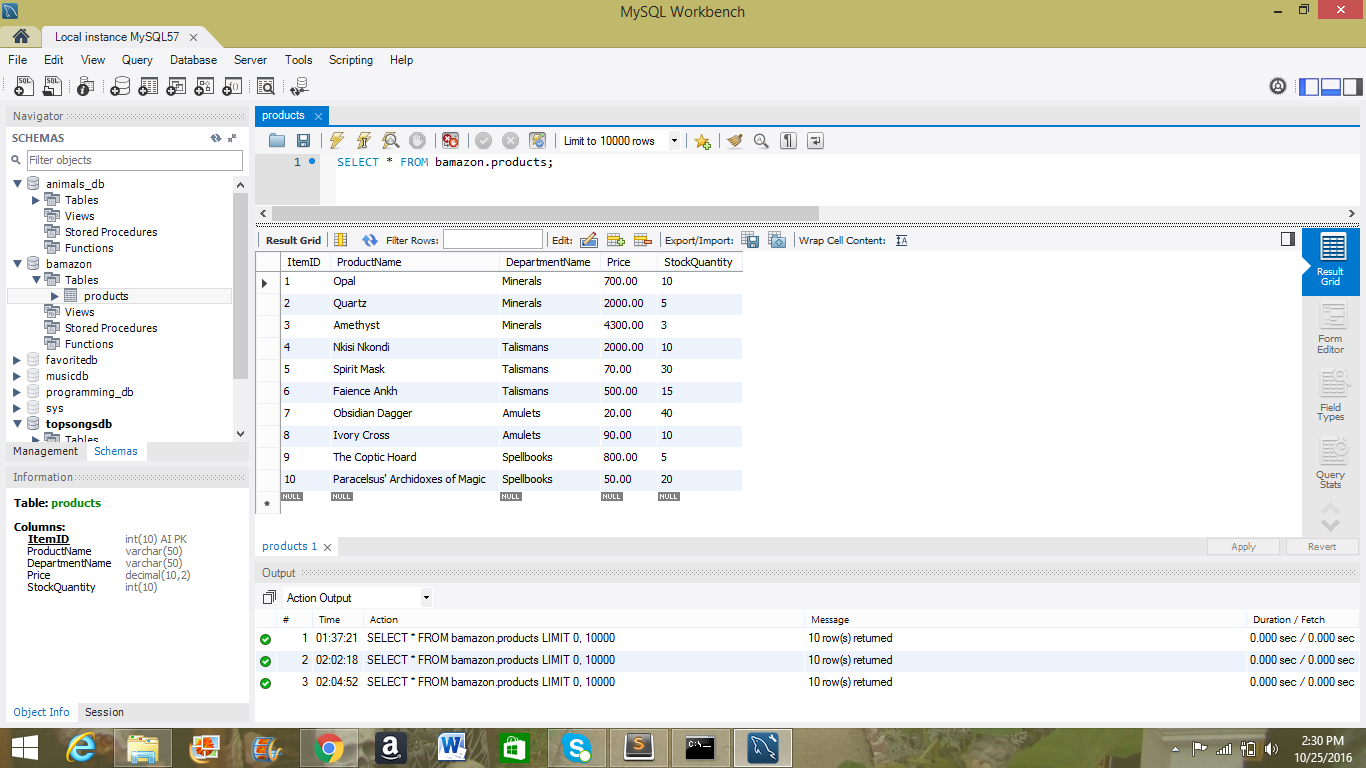 MySQL Workbench
Local instance MySQL57
File Edit View Query Database Server Tools Scripting Help
Navigator
SCHEMAS
Filter objects
animals_db
Tables
Views
Stored Procedures
Functions
bamazon
Tables
products
Views
Stored Procedures
Functions
favoritedb
musicdb
programming_db
sys
topsongsdb
Tables
Management Schemas
Information
Table: products
Columns:
ItemID int(10) AI PK
ProductName varchar(50)
DepartmentName varchar(50)
Price decimal(10,2)
StockQuantity int(10)
Object Info Session
products
Limit to 10000 rows
1 SELECT * FROM bamazon.products;
Result Grid Filter Rows: Edit: Export/Import: Wrap Cell Content:
ItemID ProductName DepartmentName Price StockQuantity
1 Opal Minerals 700.00 10
2 Quartz Minerals 2000.00 5
3 Amethyst Minerals 4300.00 3
4 Nkisi Nkondi Talismans 2000.00 10
5 Spirit Mask Talismans 70.00 30
6 Faience Ankh Talismans 500.00 15
7 Obsidian Dagger Amulets 20.00 40
8 Ivory Cross Amulets 90.00 10
9 The Coptic Hoard Spellbooks 800.00 5
10 Paracelsus' Archidoxes of Magic Spellbooks 50.00 20
* NULL NULL NULL NULL NULL
Result Grid
Form Editor
Field Types
Query Stats
products 1
Apply Revert
Output
Action Output
# Time Action Message Duration / Fetch
1 01:37:21 SELECT * FROM bamazon.products LIMIT 0, 10000 10 row(s) returned 0.000 sec / 0.000 sec
2 02:02:18 SELECT * FROM bamazon.products LIMIT 0, 10000 10 row(s) returned 0.000 sec / 0.000 sec
3 02:04:52 SELECT * FROM bamazon.products LIMIT 0, 10000 10 row(s) returned 0.000 sec / 0.000 sec
2:30 PM
10/25/2016